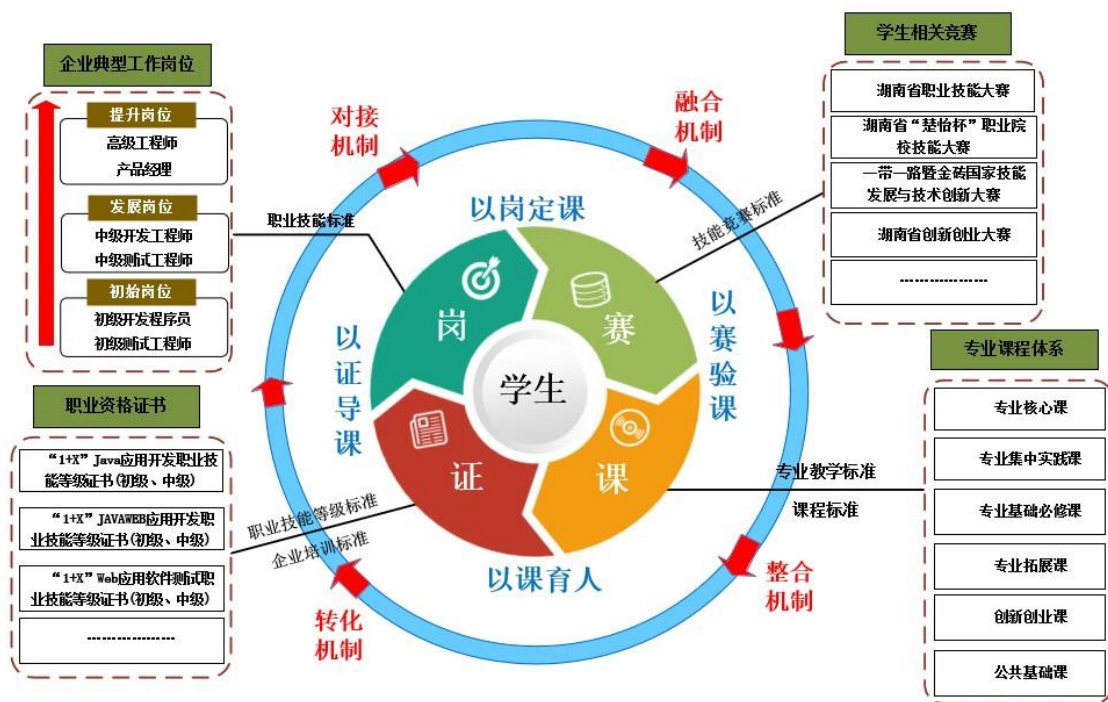 企业典型工作岗位
提升岗位
高级工程师
产品经理
发展岗位
中级开发工程师
中级测试工程师
初始岗位
初级开发程序员
初级测试工程师
职业资格证书
“1+X”Java应用开发职业技
能等级证书(初级、中级)
“1+X”JAVAWEB应用开发职
业技能等级证书(初级、中级)
“1+X”Web应用软件测试职
业技能等级证书(初级、中级)
………………
对接
机制
融合
机制
整合
机制
转化
机制
以岗定课
以赛验课
以课育人
以证导课
职业技能标准
技能竞赛标准
专业教学标准
课程标准
职业技能等级标准
企业培训标准
岗
赛
课
证
学生
学生相关竞赛
湖南省职业技能大赛
湖南省“楚怡杯”职业院
校技能大赛
一带一路暨金砖国家技能
发展与技术创新大赛
湖南省创新创业大赛
………………
专业课程体系
专业核心课
专业集中实践课
专业基础必修课
专业拓展课
创新创业课
公共基础课